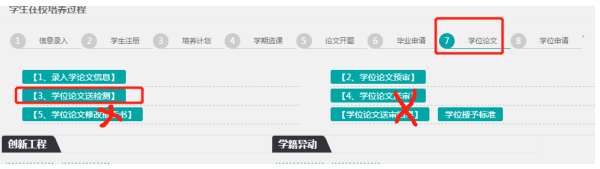 学生在校培养过程
1 信息录入 2 学生注册 3 培养计划 4 学期选课 5 论文开题 6 毕业申请 7 学位论文 8 学位申请
【1、录入学论文信息】 【2、学位论文预审】
【3、学位论文送检测】 【4、学位论文 审】
【5、学位论文修改 书】 【学位论文送审 】 学位授予标准
创新工程 学籍异动